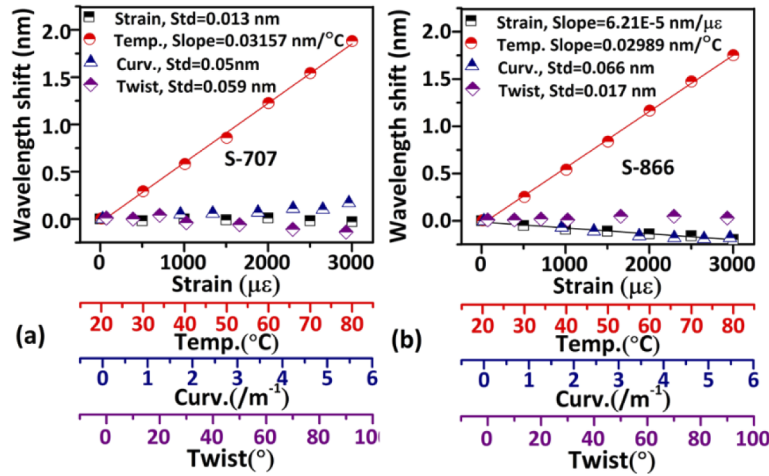 Strain, Std=0.013 nm
Temp., Slope=0.03157 nm/°C
Curv., Std=0.05nm
Twist, Std=0.059 nm
S-707
Wavelength shift (nm)
2.0
1.5
1.0
0.5
0.0
0 1000 2000 3000
Strain (με)
20 30 40 50 60 70 80
Temp.(°C)
(a)
0 1 2 3 4 5 6
Curv.(/m⁻¹)
0 20 40 60 80 100
Twist(°)
Strain, Slope=6.21E-5 nm/με
Temp. Slope=0.02989 nm/°C
Curv., Std=0.066 nm
Twist, Std=0.017 nm
S-866
Wavelength shift (nm)
2.0
1.5
1.0
0.5
0.0
0 1000 2000 3000
Strain (με)
20 30 40 50 60 70 80
Temp.(°C)
(b)
0 1 2 3 4 5 6
Curv.(/m⁻¹)
0 20 40 60 80
Twist(°)